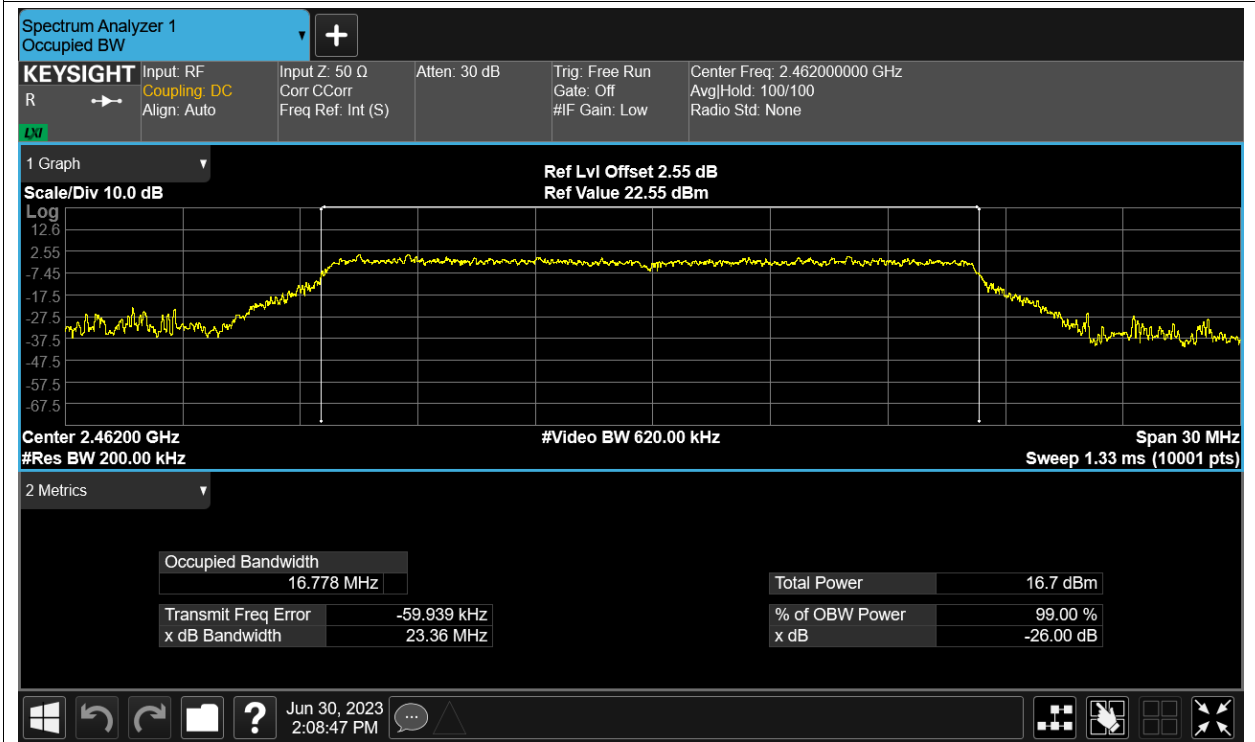 Spectrum Analyzer 1
Occupied BW
KEYSIGHT
R
LXI
Input: RF
Coupling: DC
Align: Auto
Input Z: 50 Ω
Corr CCorr
Freq Ref: Int (S)
Atten: 30 dB
Trig: Free Run
Gate: Off
#IF Gain: Low
Center Freq: 2.462000000 GHz
Avg|Hold: 100/100
Radio Std: None
1 Graph
Scale/Div 10.0 dB
Ref Lvl Offset 2.55 dB
Ref Value 22.55 dBm
Log
12.6
2.55
-7.45
-17.5
-27.5
-37.5
-47.5
-57.5
-67.5
Center 2.46200 GHz
#Res BW 200.00 kHz
#Video BW 620.00 kHz
Span 30 MHz
Sweep 1.33 ms (10001 pts)
2 Metrics
Occupied Bandwidth
16.778 MHz
Transmit Freq Error -59.939 kHz
x dB Bandwidth 23.36 MHz
Total Power 16.7 dBm
% of OBW Power 99.00 %
x dB -26.00 dB
?
Jun 30, 2023
2:08:47 PM